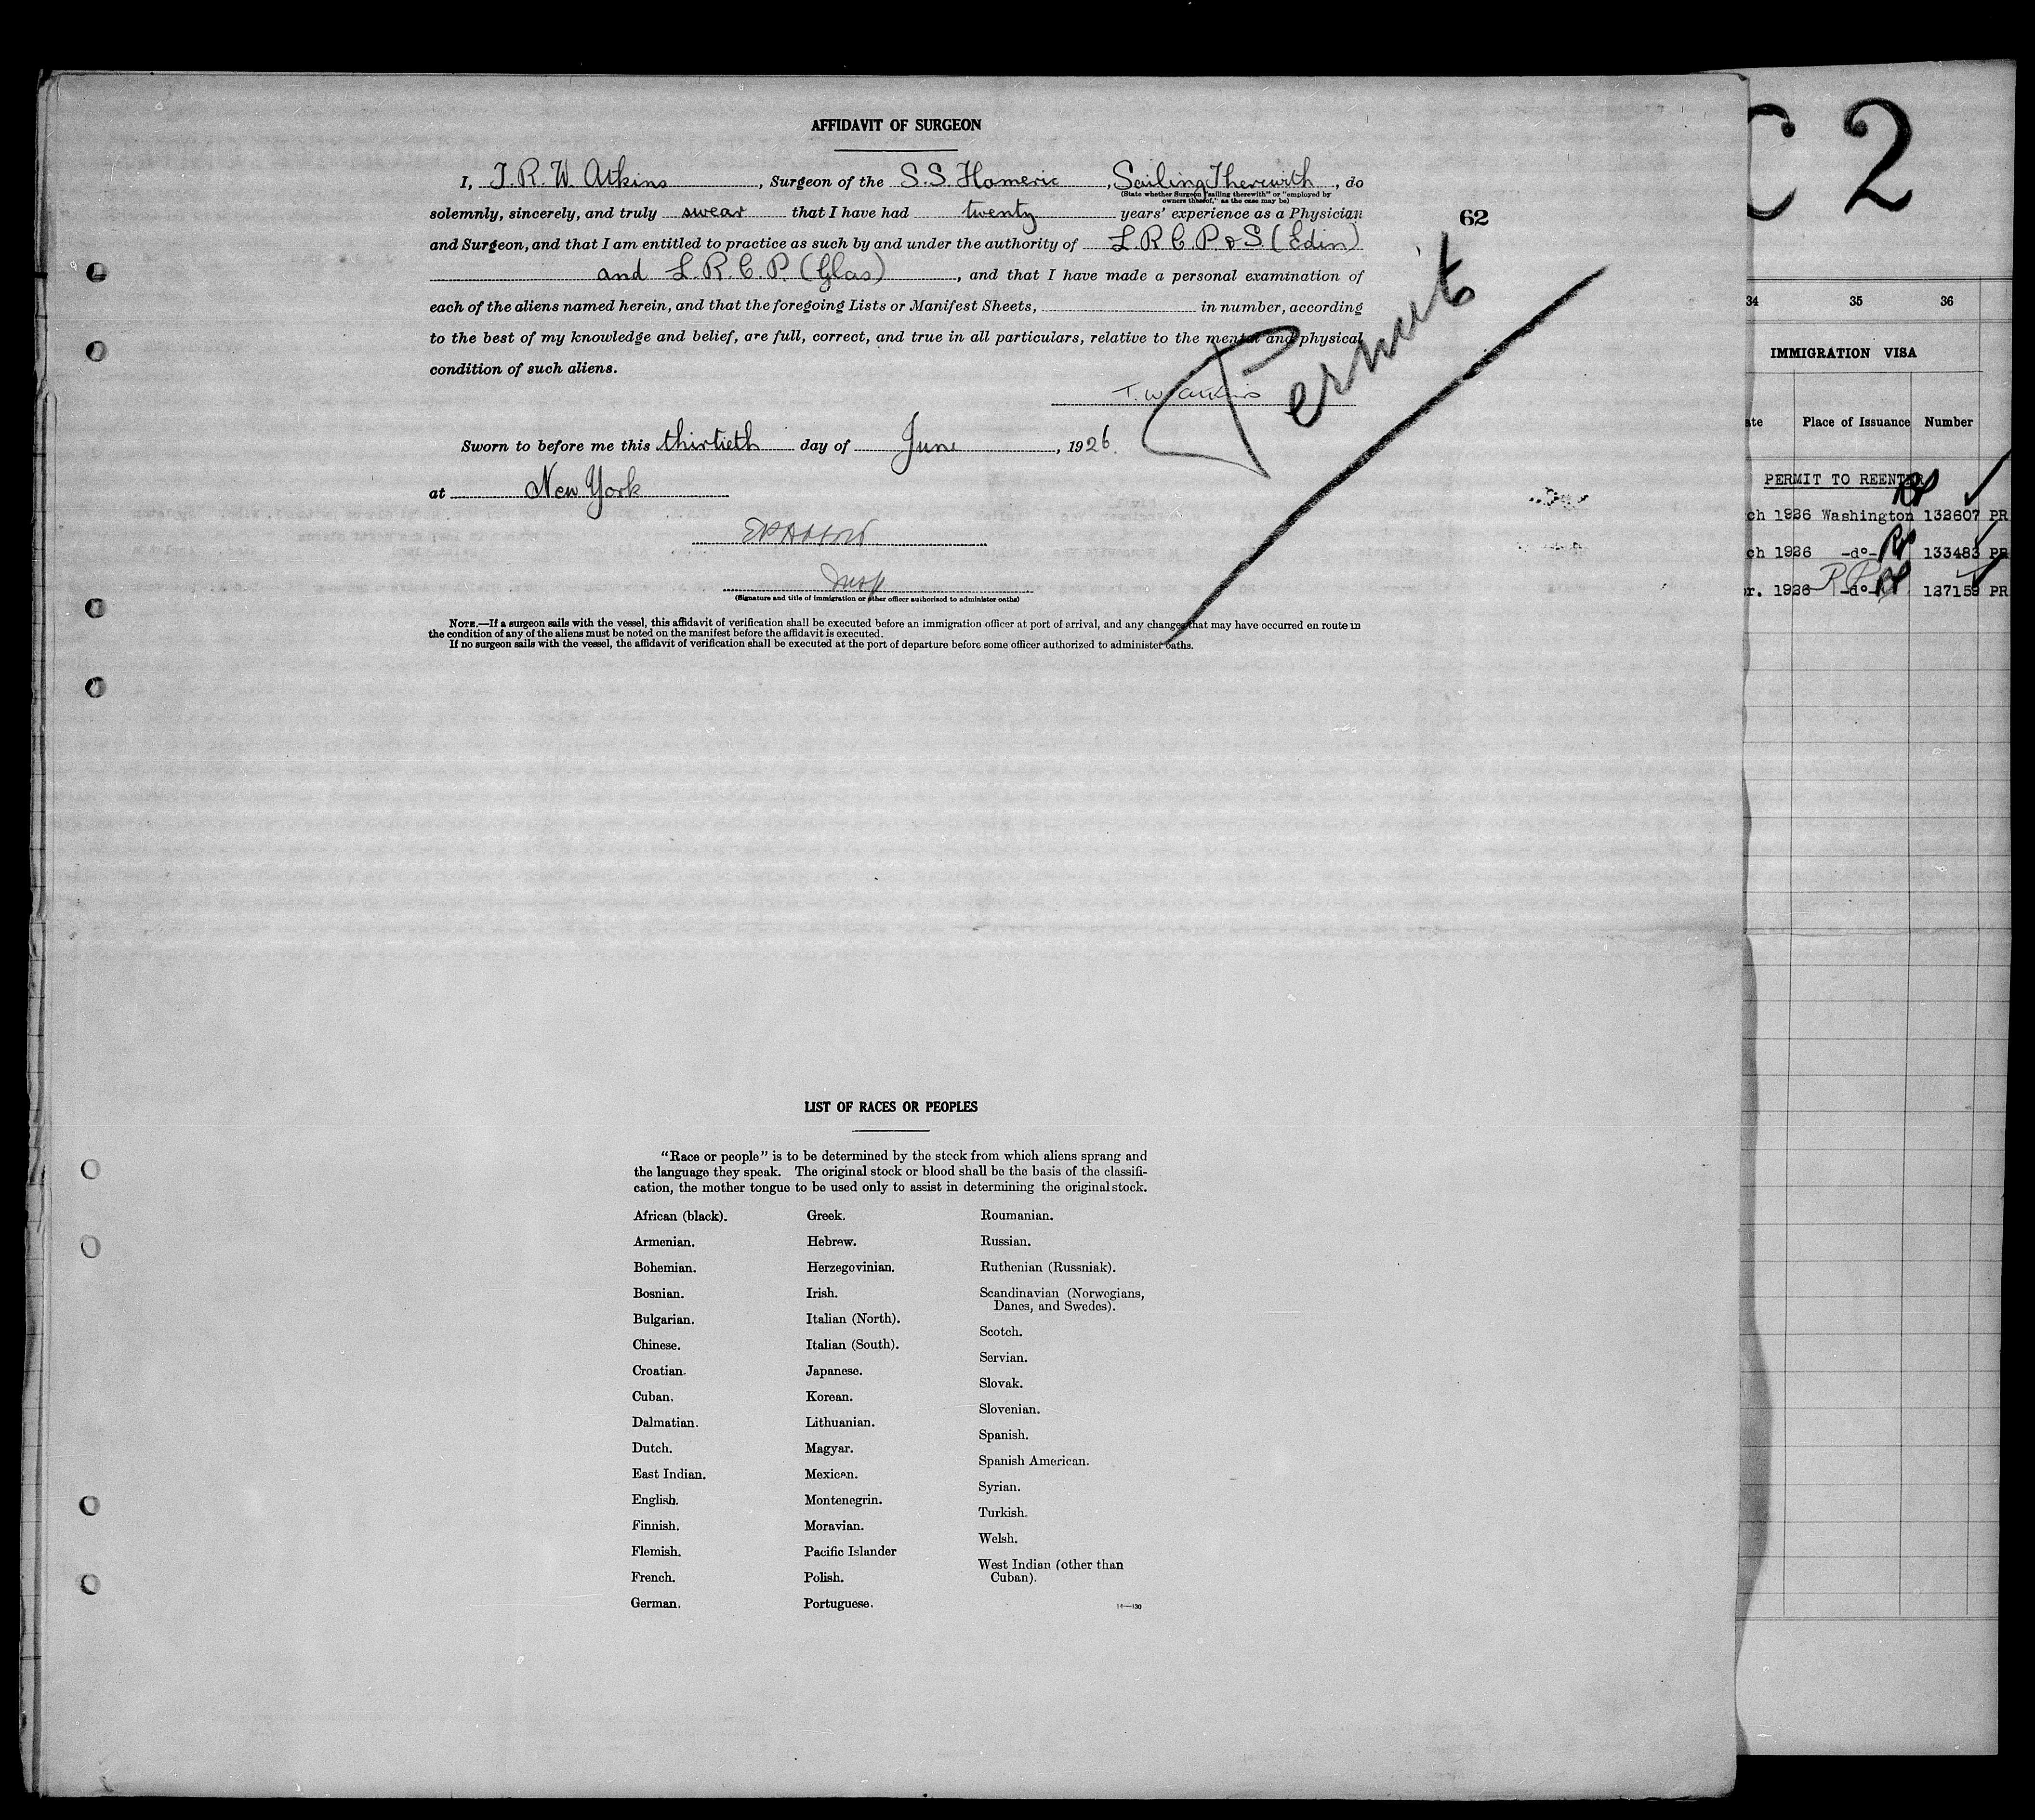 AFFIDAVIT OF SURGEON
I, T. R. W. Atkins, Surgeon of the S.S. Homeric, Sailing Therewith, do
(State whether Surgeon "sailing therewith" or "employed by
owners thereof," as the case may be)
solemnly, sincerely, and truly swear that I have had twenty years' experience as a Physician
and Surgeon, and that I am entitled to practice as such by and under the authority of L.R.C.P. & S. (Edin)
and L.R.C.P. (Glas), and that I have made a personal examination of
each of the aliens named herein, and that the foregoing Lists or Manifest Sheets, in number, according
to the best of my knowledge and belief, are full, correct, and true in all particulars, relative to the mental and physical
condition of such aliens.
T. W. Atkins
Sworn to before me this thirtieth day of June, 1926.
at New York
Insp
(Signature and title of immigration or other officer authorized to administer oaths)
NOTE.—If a surgeon sails with the vessel, this affidavit of verification shall be executed before an immigration officer at port of arrival, and any changes that may have occurred en route in
the condition of any of the aliens must be noted on the manifest before the affidavit is executed.
If no surgeon sails with the vessel, the affidavit of verification shall be executed at the port of departure before some officer authorized to administer oaths.
62
Permit
LIST OF RACES OR PEOPLES
"Race or people" is to be determined by the stock from which aliens sprang and
the language they speak. The original stock or blood shall be the basis of the classifi-
cation, the mother tongue to be used only to assist in determining the original stock.
African (black).
Armenian.
Bohemian.
Bosnian.
Bulgarian.
Chinese.
Croatian.
Cuban.
Dalmatian.
Dutch.
East Indian.
English.
Finnish.
Flemish.
French.
German.
Greek.
Hebrew.
Herzegovinian.
Irish.
Italian (North).
Italian (South).
Japanese.
Korean.
Lithuanian.
Magyar.
Mexican.
Montenegrin.
Moravian.
Pacific Islander
Polish.
Portuguese.
Roumanian.
Russian.
Ruthenian (Russniak).
Scandinavian (Norwegians,
Danes, and Swedes).
Scotch.
Servian.
Slovak.
Slovenian.
Spanish.
Spanish American.
Syrian.
Turkish.
Welsh.
West Indian (other than
Cuban).
C 2
34 35 36
IMMIGRATION VISA
ate Place of Issuance Number
PERMIT TO REENTER
ch 1926 Washington 132607 PR
ch 1926 -do- 133483 PR
pr. 1926 -do- 137159 PR